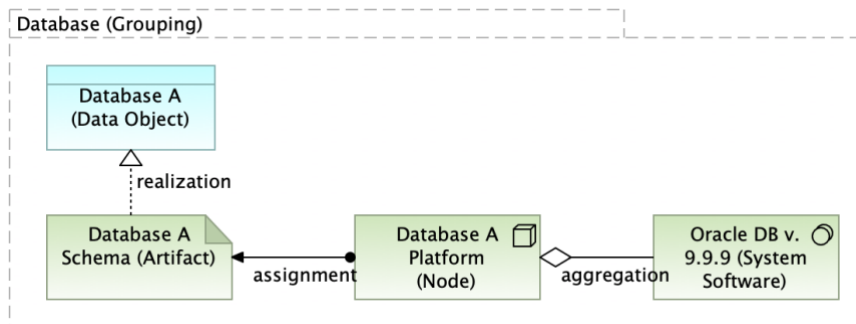 Database (Grouping)
Database A
(Data Object)
realization
Database A
Schema (Artifact)
assignment
Database A
Platform
(Node)
aggregation
Oracle DB v.
9.9.9 (System
Software)